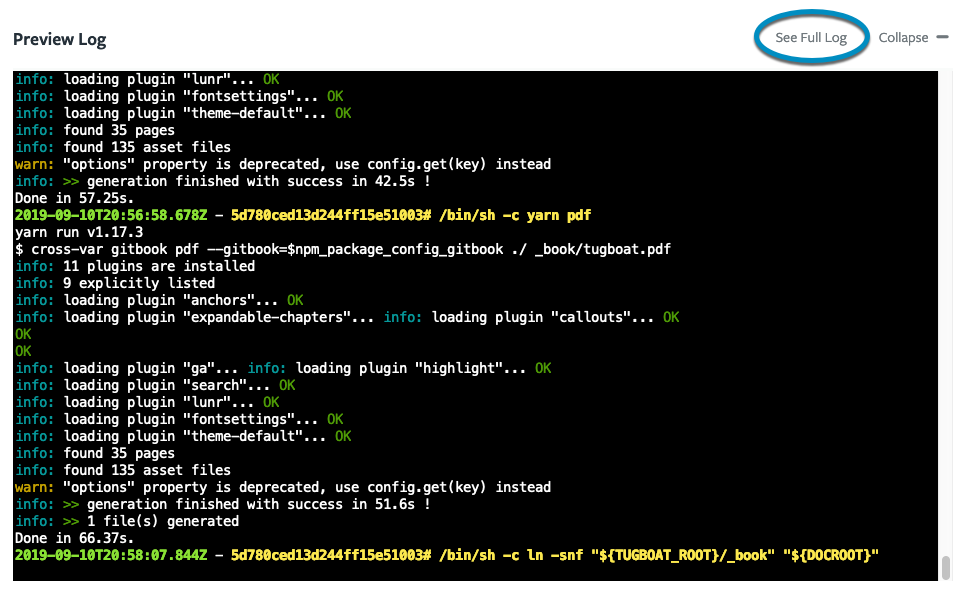 Preview Log
See Full Log
Collapse
info: loading plugin "lunr"... OK
info: loading plugin "fontsettings"... OK
info: loading plugin "theme-default"... OK
info: found 35 pages
info: found 135 asset files
warn: "options" property is deprecated, use config.get(key) instead
info: >> generation finished with success in 42.5s !
Done in 57.25s.
2019-09-10T20:56:58.678Z - 5d780ced13d244ff15e51003# /bin/sh -c yarn pdf
yarn run v1.17.3
$ cross-var gitbook pdf --gitbook=$npm_package_config_gitbook ./ _book/tugboat.pdf
info: 11 plugins are installed
info: 9 explicitly listed
info: loading plugin "anchors"... OK
info: loading plugin "expandable-chapters"... info: loading plugin "callouts"... OK
OK
OK
info: loading plugin "ga"... info: loading plugin "highlight"... OK
info: loading plugin "search"... OK
info: loading plugin "lunr"... OK
info: loading plugin "fontsettings"... OK
info: loading plugin "theme-default"... OK
info: found 35 pages
info: found 135 asset files
warn: "options" property is deprecated, use config.get(key) instead
info: >> generation finished with success in 51.6s !
info: >> 1 file(s) generated
Done in 66.37s.
2019-09-10T20:58:07.844Z - 5d780ced13d244ff15e51003# /bin/sh -c ln -snf "${TUGBOAT_ROOT}/_book" "${DOCROOT}"